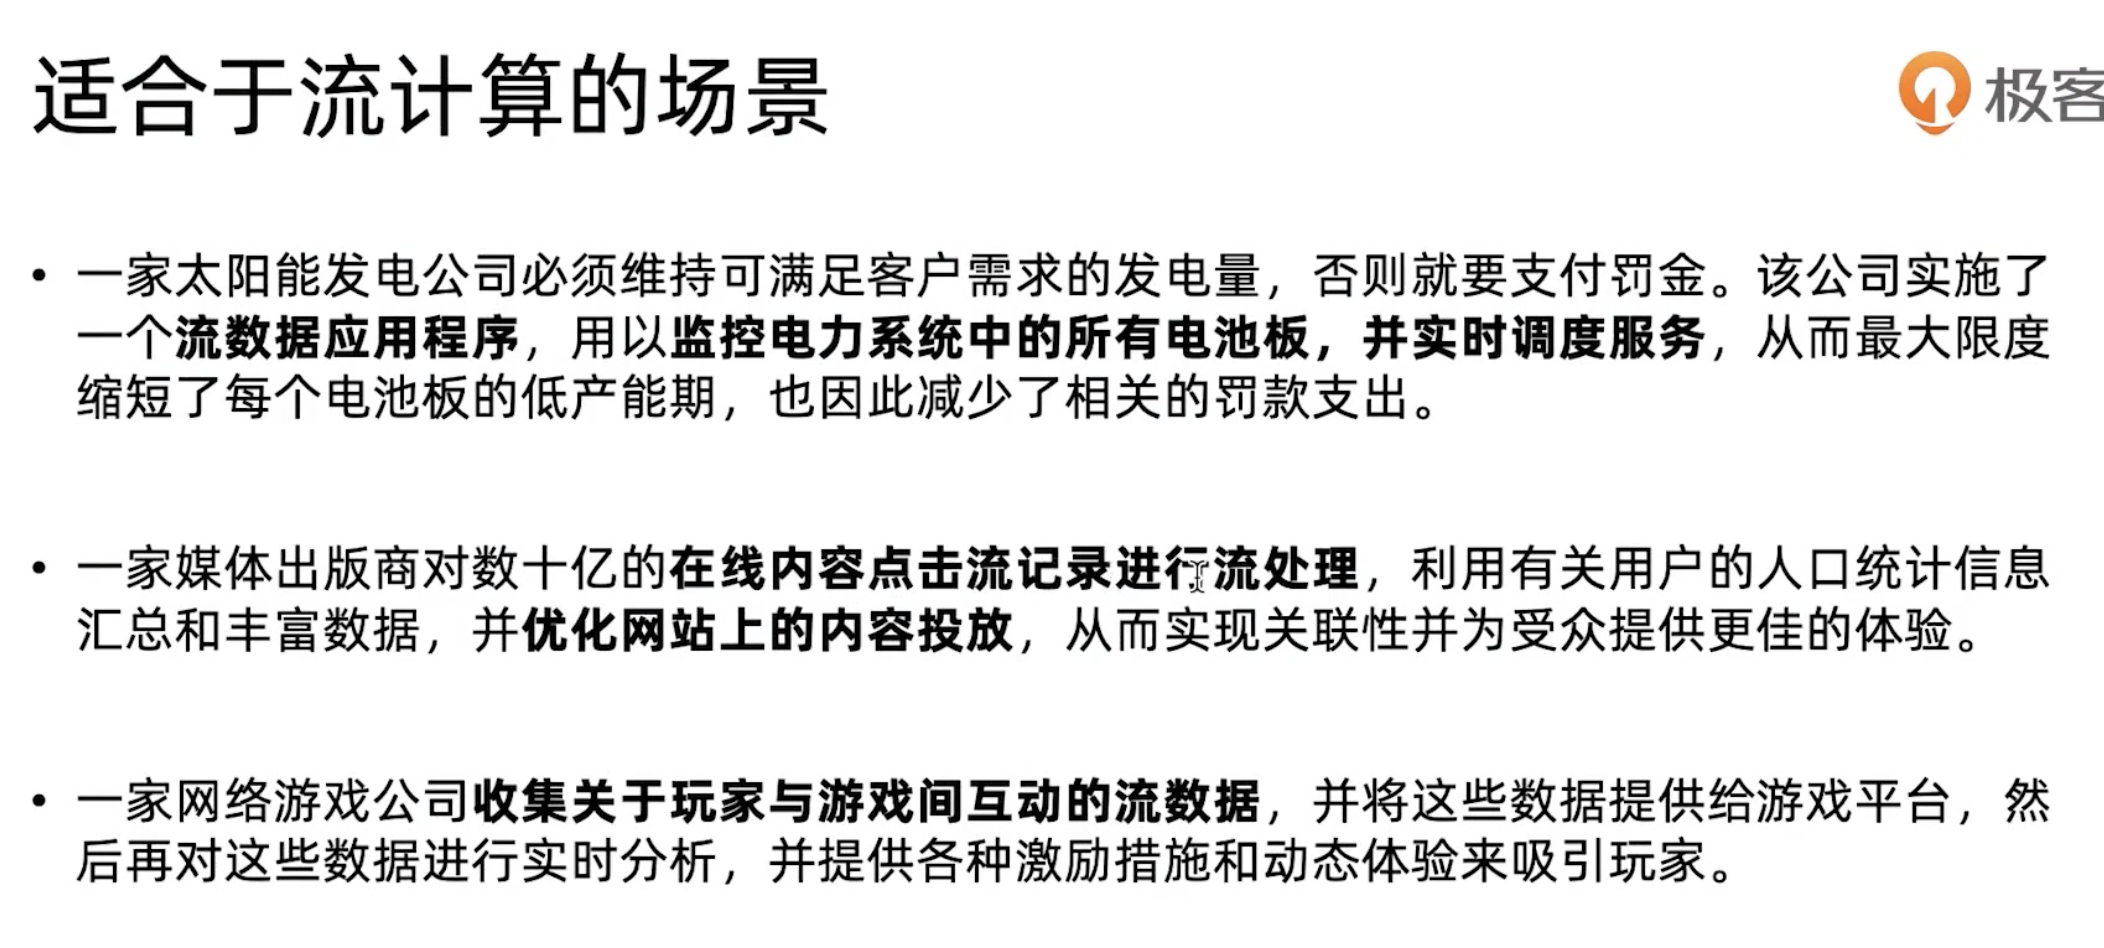 适合于流计算的场景
极客
• 一家太阳能发电公司必须维持可满足客户需求的发电量，否则就要支付罚金。该公司实施了
一个流数据应用程序，用以监控电力系统中的所有电池板，并实时调度服务，从而最大限度
缩短了每个电池板的低产能期，也因此减少了相关的罚款支出。
• 一家媒体出版商对数十亿的在线内容点击流记录进行流处理，利用有关用户的人口统计信息
汇总和丰富数据，并优化网站上的内容投放，从而实现关联性并为受众提供更佳的体验。
• 一家网络游戏公司收集关于玩家与游戏间互动的流数据，并将这些数据提供给游戏平台，然
后再对这些数据进行实时分析，并提供各种激励措施和动态体验来吸引玩家。